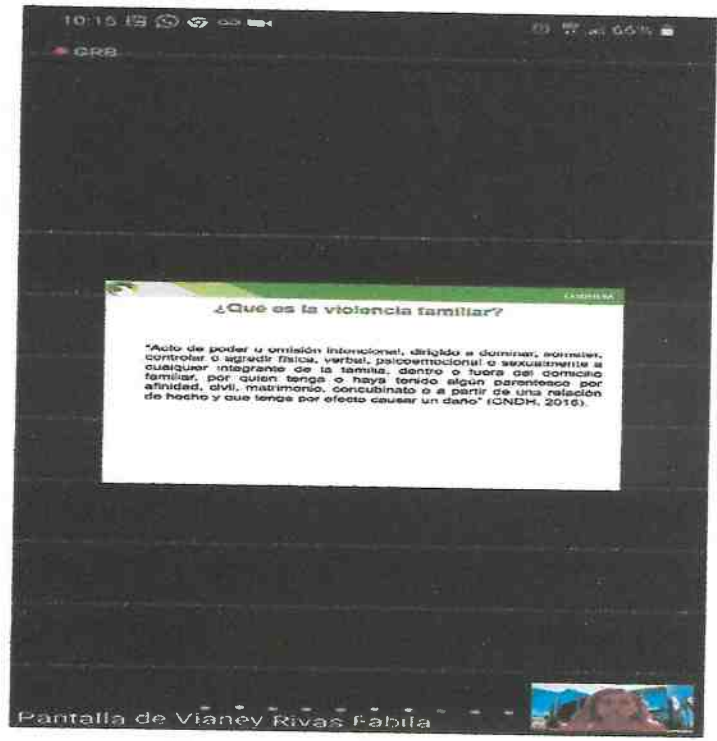 10:15
GRB
66%
¿Qué es la violencia familiar?
"Acto de poder u omisión intencional, dirigido a dominar, someter,
controlar o agredir física, verbal, psicoemocional o sexualmente a
cualquier integrante de la familia, dentro o fuera del domicilio
familiar, por quien tenga o haya tenido algún parentesco por
afinidad, civil, matrimonio, concubinato o a partir de una relación
de hecho y que tenga por efecto causar un daño" (CNDH, 2016).
Pantalla de Vianey Rivas Fabila